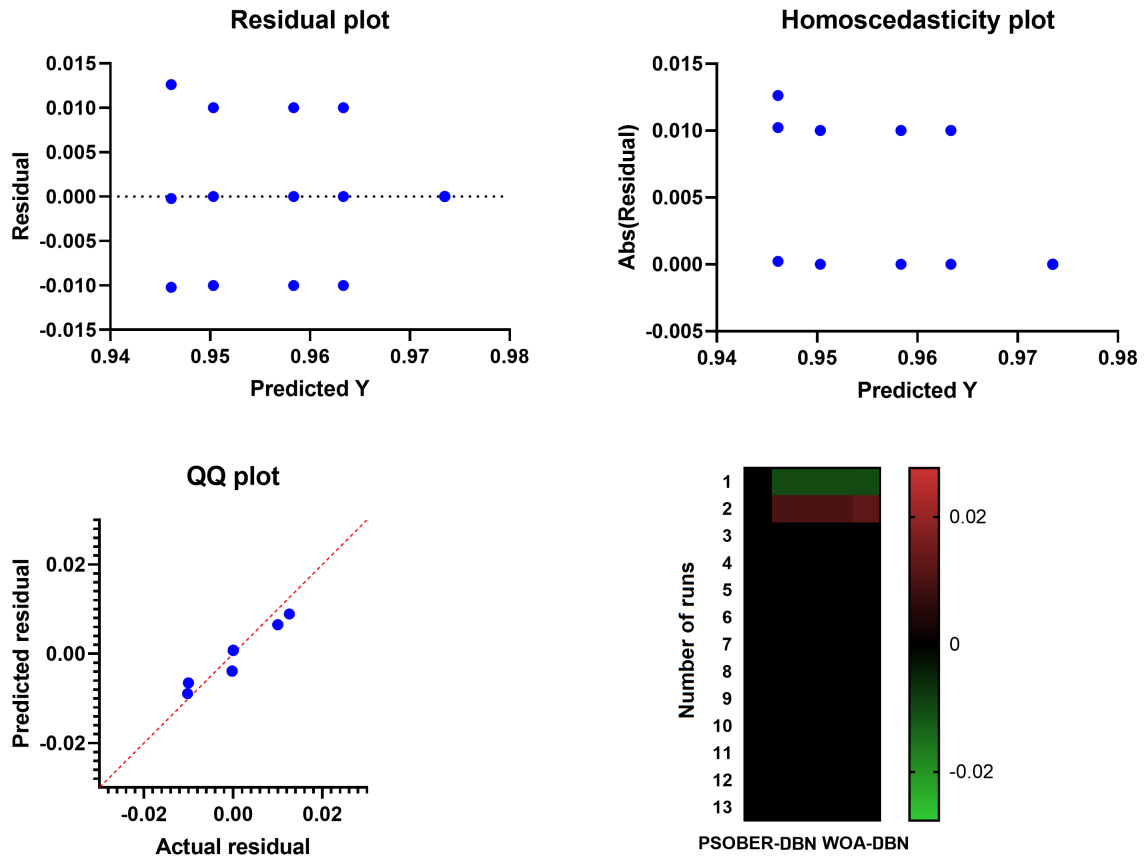 Residual plot
0.015
0.010
0.005
0.000
-0.005
-0.010
-0.015
Residual
0.94 0.95 0.96 0.97 0.98
Predicted Y
Homoscedasticity plot
0.015
0.010
0.005
0.000
-0.005
Abs(Residual)
0.94 0.95 0.96 0.97 0.98
Predicted Y
QQ plot
0.02
0.00
-0.02
Predicted residual
-0.02 0.00 0.02
Actual residual
Number of runs
1
2
3
4
5
6
7
8
9
10
11
12
13
PSOBER-DBN WOA-DBN
0.02
0
-0.02